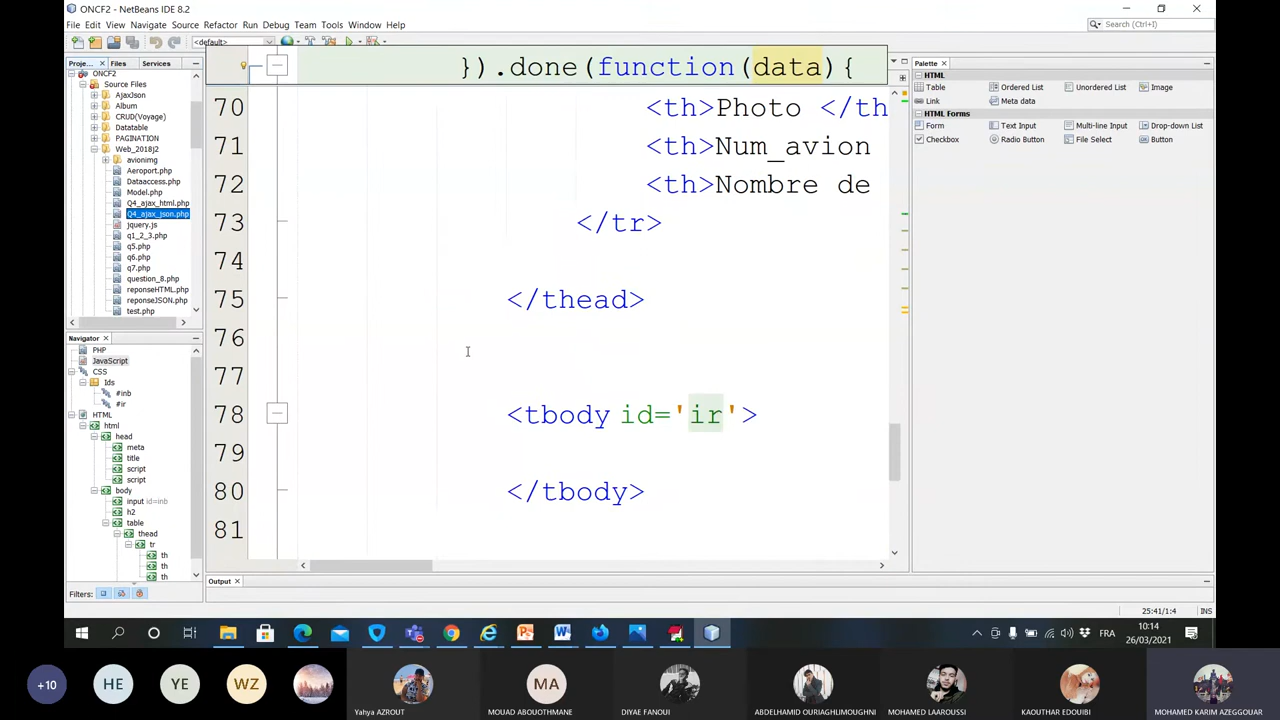 ONCF2 - NetBeans IDE 8.2
File Edit View Navigate Source Refactor Run Debug Team Tools Window Help
Search (Ctrl+I)
<default>
Proje... Files Services
ONCF2
Source Files
AjaxJson
Album
CRUD(Voyage)
Datatable
PAGINATION
Web_2018j2
avionimg
Aeroport.php
Dataaccess.php
Model.php
Q4_ajax_html.php
Q4_ajax_json.php
jquery.js
q1_2_3.php
q5.php
q6.php
q7.php
question_8.php
reponseHTML.php
reponseJSON.php
test.php
Navigator
PHP
JavaScript
CSS
Ids
#inb
#ir
HTML
html
head
meta
title
script
script
body
input id=inb
h2
table
thead
tr
th
th
th
Filters:
}).done(function(data){
70 <th>Photo </th
71 <th>Num_avion
72 <th>Nombre de
73 </tr>
74
75 </thead>
76
77
78 <tbody id='ir'>
79
80 </tbody>
81
Output
Palette
HTML
Table Ordered List Unordered List Image
Link Meta data
HTML Forms
Form Text Input Multi-line Input Drop-down List
Checkbox Radio Button File Select Button
25:41/1:4 INS
FRA 10:14
26/03/2021
+10 HE YE WZ MA
Yahya AZROUT MOUAD ABOUOTHMANE DIYAE FANOUI ABDELHAMID OURIAGHLIMOUGHNI MOHAMED LAAROUSSI KAOUTHAR EDOUIBI MOHAMED KARIM AZEGGOUAR